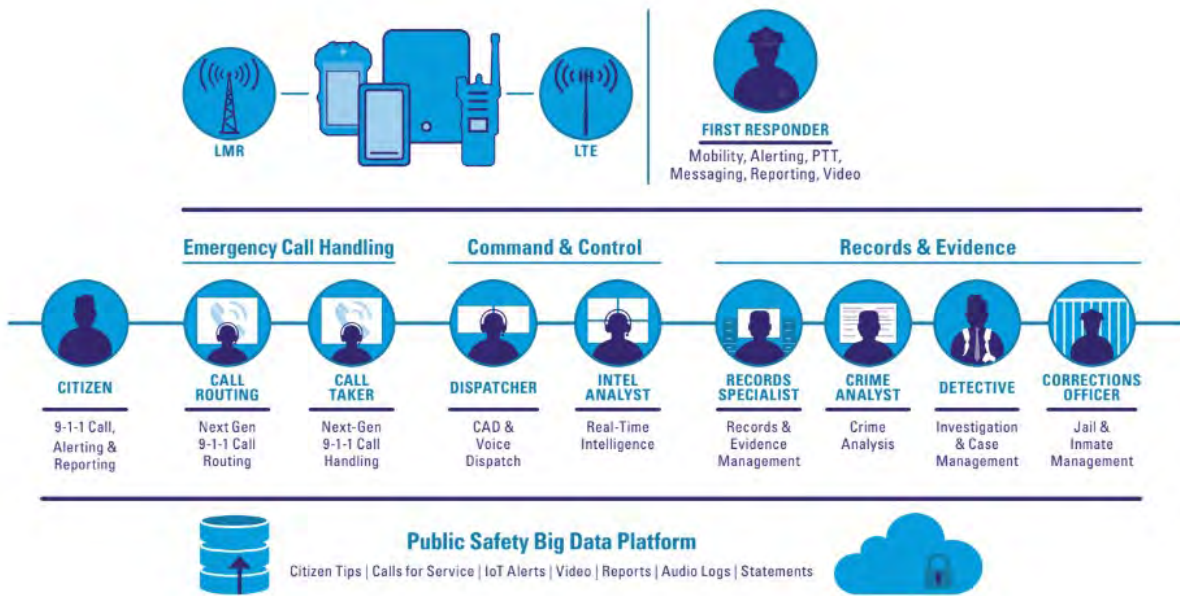 LMR
LTE
FIRST RESPONDER
Mobility, Alerting, PTT,
Messaging, Reporting, Video
Emergency Call Handling
Command & Control
Records & Evidence
CITIZEN
9-1-1 Call,
Alerting &
Reporting
CALL
ROUTING
Next Gen
9-1-1 Call
Routing
CALL
TAKER
Next-Gen
9-1-1 Call
Handling
DISPATCHER
CAD &
Voice
Dispatch
INTEL
ANALYST
Real-Time
Intelligence
RECORDS
SPECIALIST
Records &
Evidence
Management
CRIME
ANALYST
Crime
Analysis
DETECTIVE
Investigation
& Case
Management
CORRECTIONS
OFFICER
Jail &
Inmate
Management
Public Safety Big Data Platform
Citizen Tips | Calls for Service | IoT Alerts | Video | Reports | Audio Logs | Statements